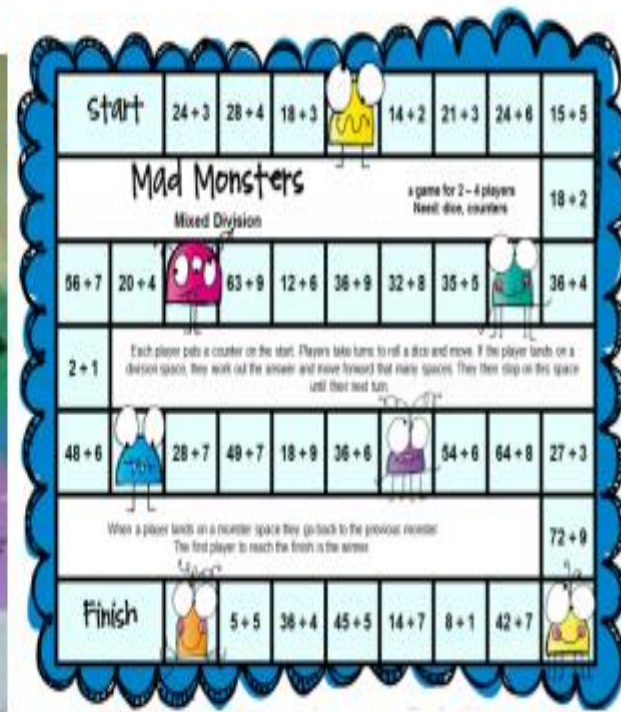 Start 24 ÷ 3 28 ÷ 4 18 ÷ 3 14 ÷ 2 21 ÷ 3 24 ÷ 6 15 ÷ 5
Mad Monsters
Mixed Division
a game for 2 – 4 players
Need: dice, counters
18 ÷ 2
56 ÷ 7 20 ÷ 4 63 ÷ 9 12 ÷ 6 36 ÷ 9 32 ÷ 8 35 ÷ 5 36 ÷ 4
2 ÷ 1
Each player puts a counter on the start. Players take turns to roll a dice and move. If the player lands on a
division space, they work out the answer and move forward that many spaces. They then stop on this space
until their next turn.
48 ÷ 6 28 ÷ 7 49 ÷ 7 18 ÷ 9 36 ÷ 6 54 ÷ 6 64 ÷ 8 27 ÷ 3
When a player lands on a monster space they go back to the previous monster
The first player to reach the finish is the winner.
72 ÷ 9
Finish 5 ÷ 5 36 ÷ 4 45 ÷ 5 14 ÷ 7 8 ÷ 1 42 ÷ 7